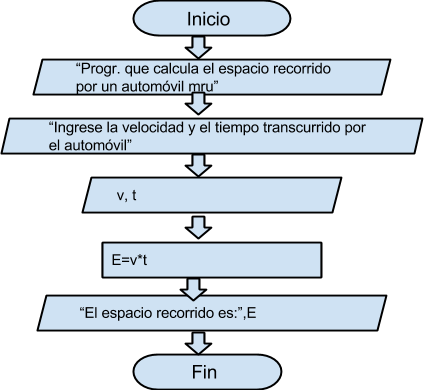 Inicio
“Progr. que calcula el espacio recorrido
por un automóvil mru”
“Ingrese la velocidad y el tiempo transcurrido por
el automóvil”
v, t
E=v*t
“El espacio recorrido es:”,E
Fin